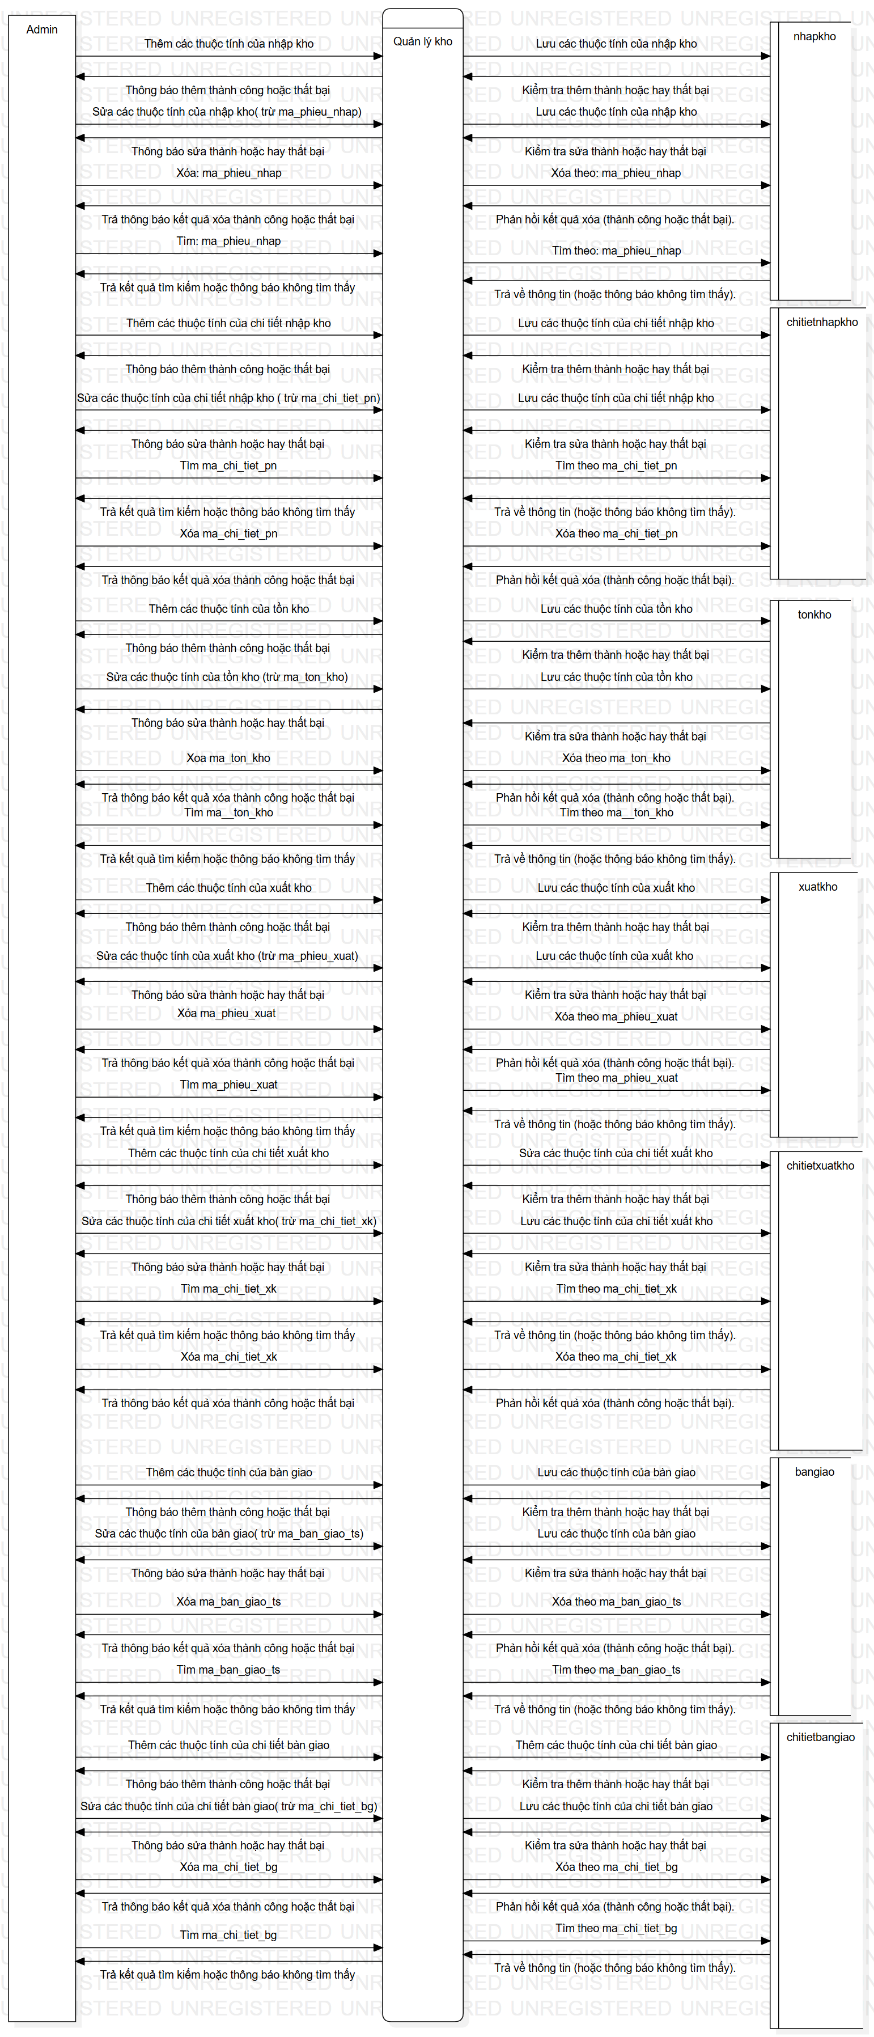 Admin
Quản lý kho
nhapkho
Thêm các thuộc tính của nhập kho
Lưu các thuộc tính của nhập kho
Thông báo thêm thành công hoặc thất bại
Kiểm tra thêm thành hoặc hay thất bại
Sửa các thuộc tính của nhập kho( trừ ma_phieu_nhap)
Lưu các thuộc tính của nhập kho
Thông báo sửa thành hoặc hay thất bại
Kiểm tra sửa thành hoặc hay thất bại
Xóa: ma_phieu_nhap
Xóa theo: ma_phieu_nhap
Trả thông báo kết quả xóa thành công hoặc thất bại
Phản hồi kết quả xóa (thành công hoặc thất bại).
Tìm: ma_phieu_nhap
Tìm theo: ma_phieu_nhap
Trả kết quả tìm kiếm hoặc thông báo không tìm thấy
Trả về thông tin (hoặc thông báo không tìm thấy).
chitietnhapkho
Thêm các thuộc tính của chi tiết nhập kho
Lưu các thuộc tính của chi tiết nhập kho
Thông báo thêm thành công hoặc thất bại
Kiểm tra thêm thành hoặc hay thất bại
Sửa các thuộc tính của chi tiết nhập kho ( trừ ma_chi_tiet_pn)
Lưu các thuộc tính của chi tiết nhập kho
Thông báo sửa thành hoặc hay thất bại
Kiểm tra sửa thành hoặc hay thất bại
Tìm ma_chi_tiet_pn
Tìm theo ma_chi_tiet_pn
Trả kết quả tìm kiếm hoặc thông báo không tìm thấy
Trả về thông tin (hoặc thông báo không tìm thấy).
Xóa ma_chi_tiet_pn
Xóa theo ma_chi_tiet_pn
Trả thông báo kết quả xóa thành công hoặc thất bại
Phản hồi kết quả xóa (thành công hoặc thất bại).
tonkho
Thêm các thuộc tính của tồn kho
Lưu các thuộc tính của tồn kho
Thông báo thêm thành công hoặc thất bại
Kiểm tra thêm thành hoặc hay thất bại
Sửa các thuộc tính của tồn kho (trừ ma_ton_kho)
Lưu các thuộc tính của tồn kho
Thông báo sửa thành hoặc hay thất bại
Kiểm tra sửa thành hoặc hay thất bại
Xoa ma_ton_kho
Xóa theo ma_ton_kho
Trả thông báo kết quả xóa thành công hoặc thất bại
Phản hồi kết quả xóa (thành công hoặc thất bại).
Tìm ma__ton_kho
Tìm theo ma__ton_kho
Trả kết quả tìm kiếm hoặc thông báo không tìm thấy
Trả về thông tin (hoặc thông báo không tìm thấy).
xuatkho
Thêm các thuộc tính của xuất kho
Lưu các thuộc tính của xuất kho
Thông báo thêm thành công hoặc thất bại
Kiểm tra thêm thành hoặc hay thất bại
Sửa các thuộc tính của xuất kho (trừ ma_phieu_xuat)
Lưu các thuộc tính của xuất kho
Thông báo sửa thành hoặc hay thất bại
Kiểm tra sửa thành hoặc hay thất bại
Xóa ma_phieu_xuat
Xóa theo ma_phieu_xuat
Trả thông báo kết quả xóa thành công hoặc thất bại
Phản hồi kết quả xóa (thành công hoặc thất bại).
Tìm ma_phieu_xuat
Tìm theo ma_phieu_xuat
Trả kết quả tìm kiếm hoặc thông báo không tìm thấy
Trả về thông tin (hoặc thông báo không tìm thấy).
chitietxuatkho
Thêm các thuộc tính của chi tiết xuất kho
Sửa các thuộc tính của chi tiết xuất kho
Thông báo thêm thành công hoặc thất bại
Kiểm tra thêm thành hoặc hay thất bại
Sửa các thuộc tính của chi tiết xuất kho( trừ ma_chi_tiet_xk)
Lưu các thuộc tính của chi tiết xuất kho
Thông báo sửa thành hoặc hay thất bại
Kiểm tra sửa thành hoặc hay thất bại
Tìm ma_chi_tiet_xk
Tìm theo ma_chi_tiet_xk
Trả kết quả tìm kiếm hoặc thông báo không tìm thấy
Trả về thông tin (hoặc thông báo không tìm thấy).
Xóa ma_chi_tiet_xk
Xóa theo ma_chi_tiet_xk
Trả thông báo kết quả xóa thành công hoặc thất bại
Phản hồi kết quả xóa (thành công hoặc thất bại).
bangiao
Thêm các thuộc tính của bàn giao
Lưu các thuộc tính của bàn giao
Thông báo thêm thành công hoặc thất bại
Kiểm tra thêm thành hoặc hay thất bại
Sửa các thuộc tính của bàn giao( trừ ma_ban_giao_ts)
Lưu các thuộc tính của bàn giao
Thông báo sửa thành hoặc hay thất bại
Kiểm tra sửa thành hoặc hay thất bại
Xóa ma_ban_giao_ts
Xóa theo ma_ban_giao_ts
Trả thông báo kết quả xóa thành công hoặc thất bại
Phản hồi kết quả xóa (thành công hoặc thất bại).
Tìm ma_ban_giao_ts
Tìm theo ma_ban_giao_ts
Trả kết quả tìm kiếm hoặc thông báo không tìm thấy
Trả về thông tin (hoặc thông báo không tìm thấy).
chitietbangiao
Thêm các thuộc tính của chi tiết bàn giao
Thêm các thuộc tính của chi tiết bàn giao
Thông báo thêm thành công hoặc thất bại
Kiểm tra thêm thành hoặc hay thất bại
Sửa các thuộc tính của chi tiết bàn giao( trừ ma_chi_tiet_bg)
Lưu các thuộc tính của chi tiết bàn giao
Thông báo sửa thành hoặc hay thất bại
Kiểm tra sửa thành hoặc hay thất bại
Xóa ma_chi_tiet_bg
Xóa theo ma_chi_tiet_bg
Trả thông báo kết quả xóa thành công hoặc thất bại
Phản hồi kết quả xóa (thành công hoặc thất bại).
Tìm ma_chi_tiet_bg
Tìm theo ma_chi_tiet_bg
Trả kết quả tìm kiếm hoặc thông báo không tìm thấy
Trả về thông tin (hoặc thông báo không tìm thấy).
UNREGISTERED